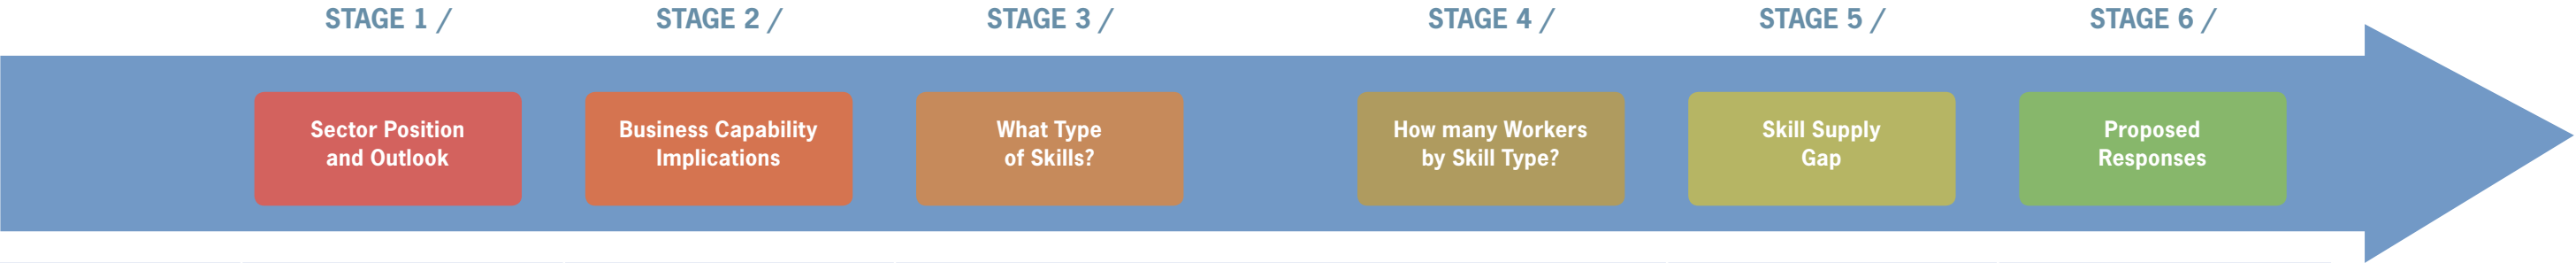 STAGE 1 /
STAGE 2 /
STAGE 3 /
STAGE 4 /
STAGE 5 /
STAGE 6 /
Sector Position
and Outlook
Business Capability
Implications
What Type
of Skills?
How many Workers
by Skill Type?
Skill Supply
Gap
Proposed
Responses